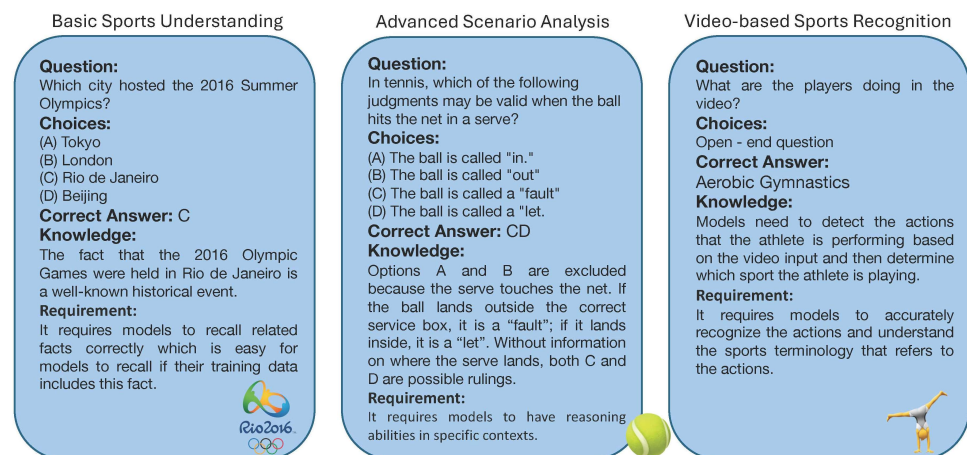 Basic Sports Understanding
Question:
Which city hosted the 2016 Summer
Olympics?
Choices:
(A) Tokyo
(B) London
(C) Rio de Janeiro
(D) Beijing
Correct Answer: C
Knowledge:
The fact that the 2016 Olympic
Games were held in Rio de Janeiro is
a well-known historical event.
Requirement:
It requires models to recall related
facts correctly which is easy for
models to recall if their training data
includes this fact.
Rio2016
Advanced Scenario Analysis
Question:
In tennis, which of the following
judgments may be valid when the ball
hits the net in a serve?
Choices:
(A) The ball is called "in."
(B) The ball is called "out"
(C) The ball is called a "fault"
(D) The ball is called a "let.
Correct Answer: CD
Knowledge:
Options A and B are excluded
because the serve touches the net. If
the ball lands outside the correct
service box, it is a “fault”; if it lands
inside, it is a “let”. Without information
on where the serve lands, both C and
D are possible rulings.
Requirement:
It requires models to have reasoning
abilities in specific contexts.
Video-based Sports Recognition
Question:
What are the players doing in the
video?
Choices:
Open - end question
Correct Answer:
Aerobic Gymnastics
Knowledge:
Models need to detect the actions
that the athlete is performing based
on the video input and then determine
which sport the athlete is playing.
Requirement:
It requires models to accurately
recognize the actions and understand
the sports terminology that refers to
the actions.